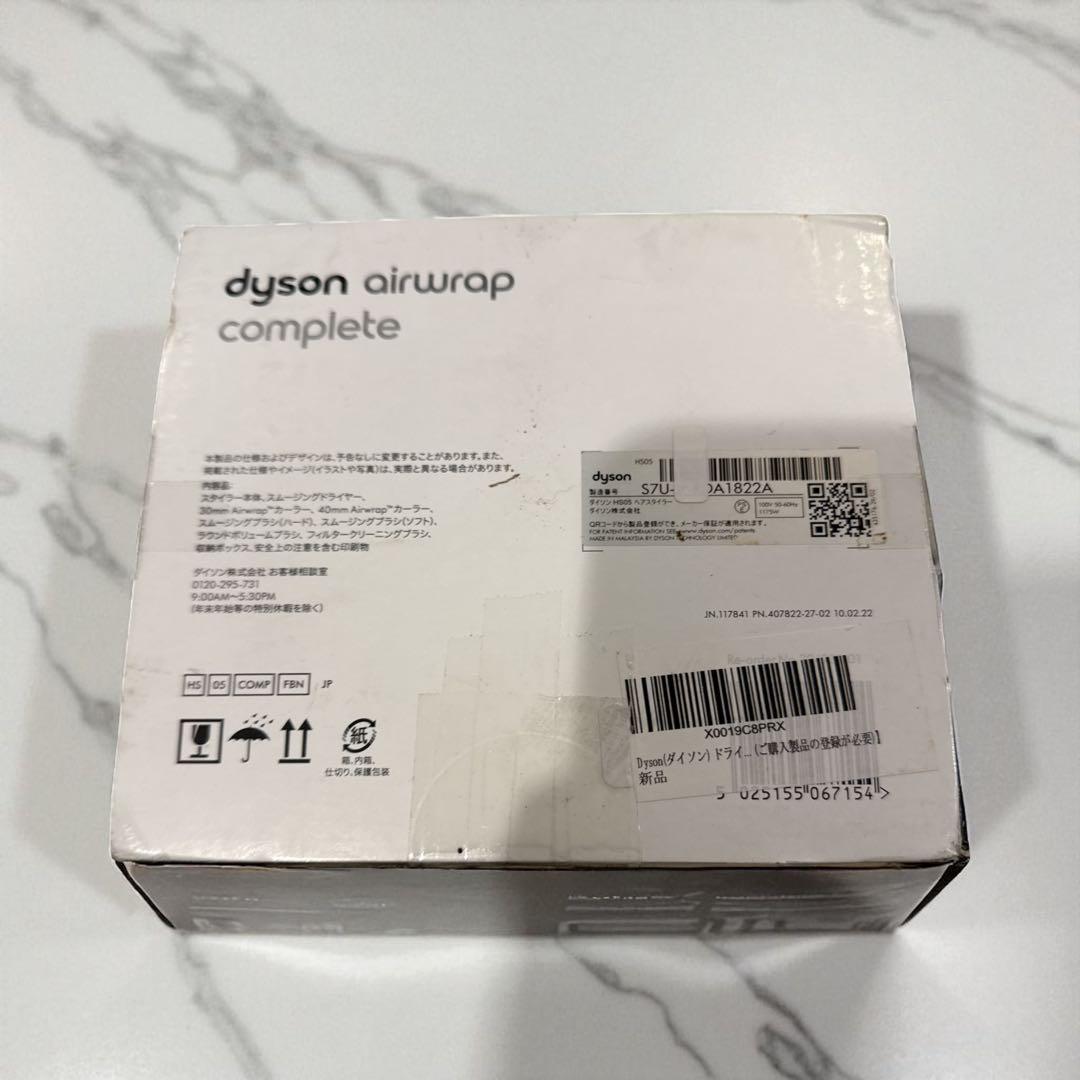 dyson airwrap
complete
本製品の仕様およびデザインは、予告なしに変更することがあります。また、
掲載された仕様やイメージ(イラストや写真)は、実際と異なる場合があります。
内容品:
スタイラー本体、スムージングドライヤー、
30mm Airwrap™カーラー、40mm Airwrap™カーラー、
スムージングブラシ(ハード)、スムージングブラシ(ソフト)、
ラウンドボリュームブラシ、フィルタークリーニングブラシ、
収納ボックス、安全上の注意を含む印刷物
ダイソン株式会社 お客様相談室
0120-295-731
9:00AM〜5:30PM
(年末年始等の特別休暇を除く)
HS 05 COMP FBN JP
紙
箱、内箱、
仕切り、保護包装
HS05
dyson
製造番号 S7U- DA1822A
ダイソン HS05 ヘアスタイラー
ダイソン株式会社
100V 50-60Hz
1175W
QRコードから製品登録ができ、メーカー保証が適用されます。
FOR PATENT INFORMATION SEE www.dyson.com/patents
MADE IN MALAYSIA BY DYSON TECHNOLOGY LIMITED
JN.117841 PN.407822-27-02 10.02.22
Re-order No
X0019C8PRX
Dyson(ダイソン) ドライ... (ご購入製品の登録が必要)】
新品
5 025155 067154 >